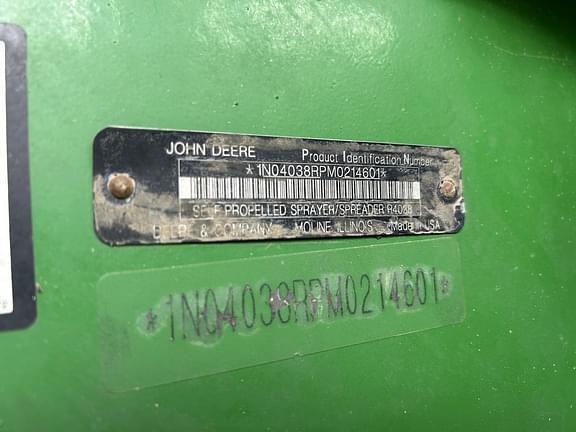 JOHN DEERE Product Identification Number
*1N04038RPM0214601*
SELF PROPELLED SPRAYER/SPREADER R4038
DEERE & COMPANY MOLINE ILLINOIS Made in USA
*1N04038RPM0214601*